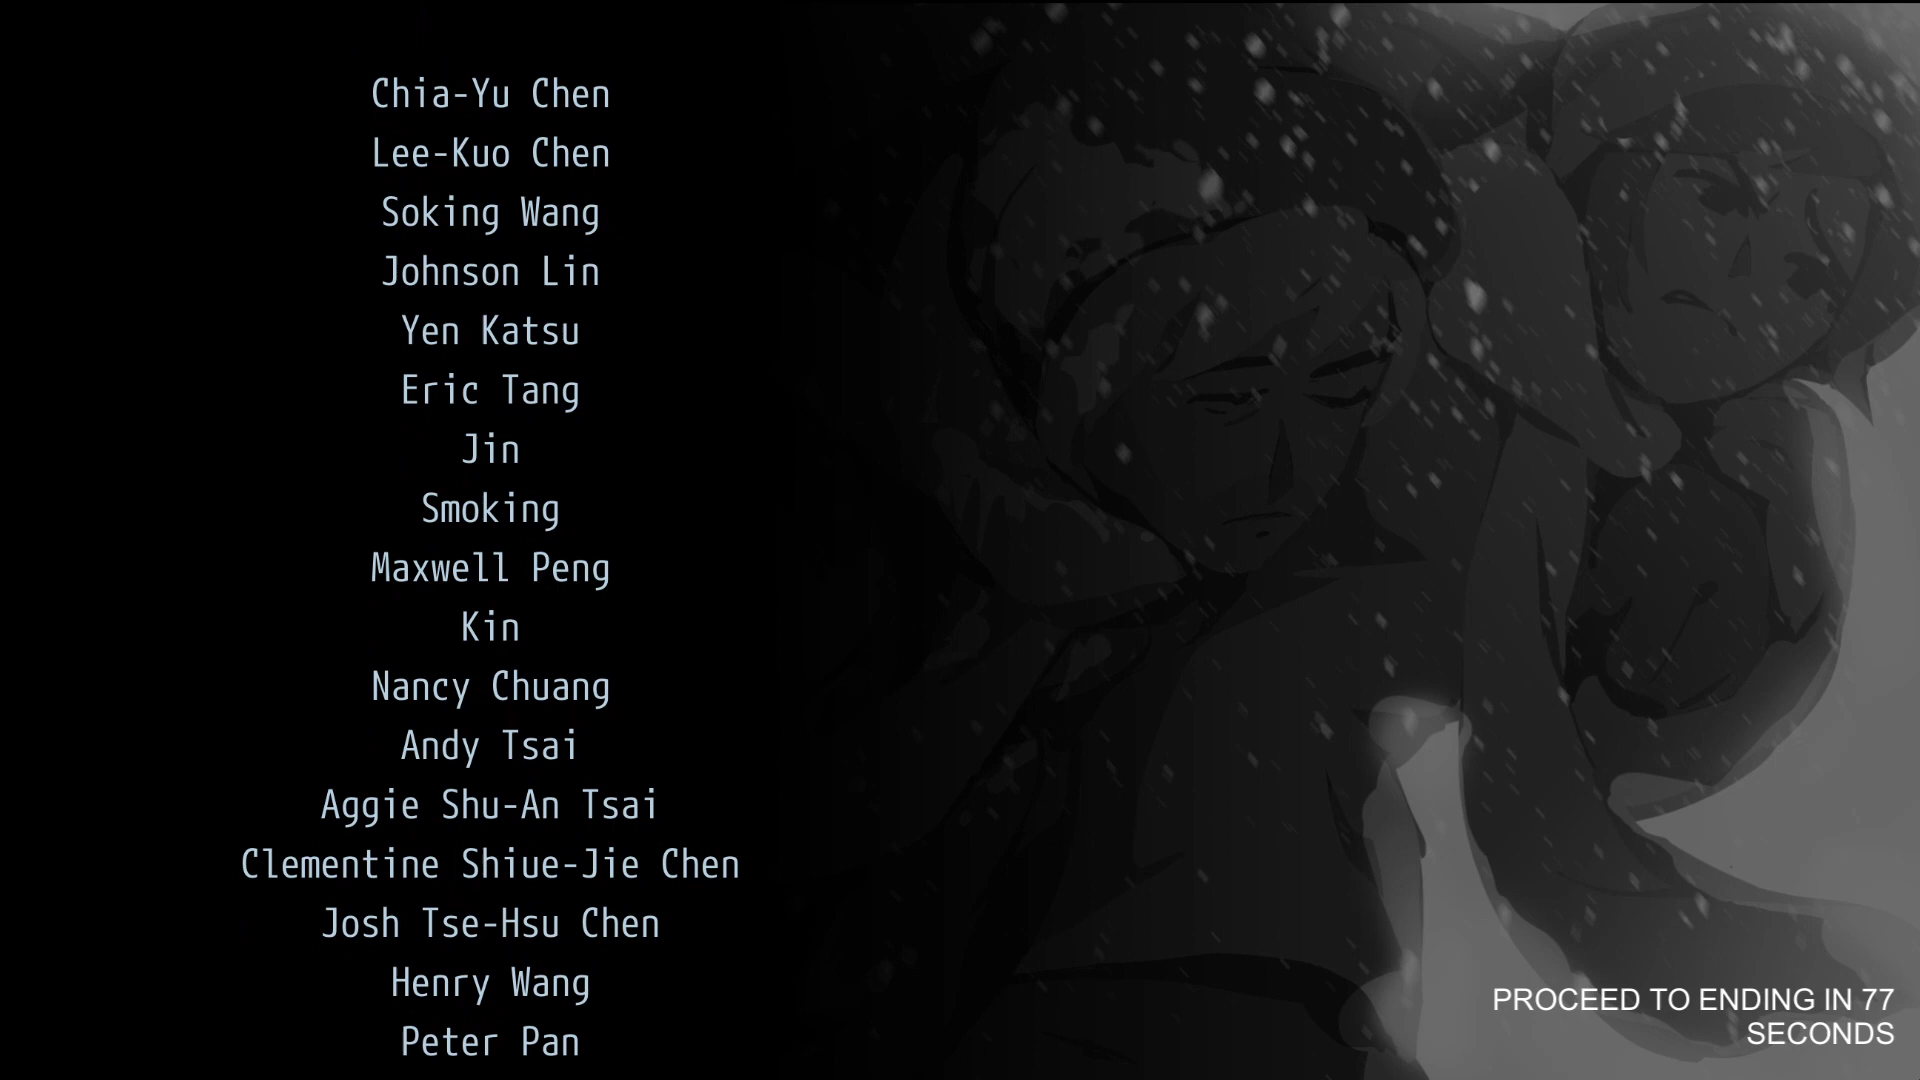 Chia-Yu Chen
Lee-Kuo Chen
Soking Wang
Johnson Lin
Yen Katsu
Eric Tang
Jin
Smoking
Maxwell Peng
Kin
Nancy Chuang
Andy Tsai
Aggie Shu-An Tsai
Clementine Shiue-Jie Chen
Josh Tse-Hsu Chen
Henry Wang
Peter Pan
PROCEED TO ENDING IN 77
SECONDS